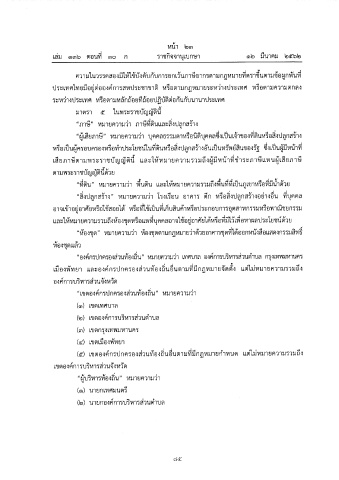 หน้า ๒๓
เล่ม ๑๓๖ ตอนที่ ๓๐ ก ราชกิจจานุเบกษา ๑๒ มีนาคม ๒๕๖๒
ความในวรรคสองมิให้ใช้บังคับกับการยกเว้นภาษีอากรตามกฎหมายที่ตราขึ้นตามข้อผูกพันที่
ประเทศไทยมีอยู่ต่อองค์การสหประชาชาติ หรือตามกฎหมายระหว่างประเทศ หรือตามความตกลง
ระหว่างประเทศ หรือตามหลักถ้อยทีถ้อยปฏิบัติต่อกันกับนานาประเทศ
มาตรา ๕ ในพระราชบัญญัตินี้
“ภาษี” หมายความว่า ภาษีที่ดินและสิ่งปลูกสร้าง
“ผู้เสียภาษี” หมายความว่า บุคคลธรรมดาหรือนิติบุคคลซึ่งเป็นเจ้าของที่ดินหรือสิ่งปลูกสร้าง
หรือเป็นผู้ครอบครองหรือทำประโยชน์ในที่ดินหรือสิ่งปลูกสร้างอันเป็นทรัพย์สินของรัฐ ซึ่งเป็นผู้มีหน้าที่
เสียภาษีตามพระราชบัญญัตินี้ และให้หมายความรวมถึงผู้มีหน้าที่ชำระภาษีแทนผู้เสียภาษี
ตามพระราชบัญญัตินี้ด้วย
“ที่ดิน” หมายความว่า พื้นดิน และให้หมายความรวมถึงพื้นที่ที่เป็นภูเขาหรือที่มีน้ำด้วย
“สิ่งปลูกสร้าง” หมายความว่า โรงเรือน อาคาร ตึก หรือสิ่งปลูกสร้างอย่างอื่น ที่บุคคล
อาจเข้าอยู่อาศัยหรือใช้สอยได้ หรือที่ใช้เป็นที่เก็บสินค้าหรือประกอบการอุตสาหกรรมหรือพาณิชยกรรม
และให้หมายความรวมถึงห้องชุดหรือแพที่บุคคลอาจใช้อยู่อาศัยได้หรือที่มีไว้เพื่อหาผลประโยชน์ด้วย
“ห้องชุด” หมายความว่า ห้องชุดตามกฎหมายว่าด้วยอาคารชุดที่ได้ออกหนังสือแสดงกรรมสิทธิ์
ห้องชุดแล้ว
“องค์กรปกครองส่วนท้องถิ่น” หมายความว่า เทศบาล องค์การบริหารส่วนตำบล กรุงเทพมหานคร
เมืองพัทยา และองค์กรปกครองส่วนท้องถิ่นอื่นตามที่มีกฎหมายจัดตั้ง แต่ไม่หมายความรวมถึง
องค์การบริหารส่วนจังหวัด
“เขตองค์กรปกครองส่วนท้องถิ่น” หมายความว่า
(๑) เขตเทศบาล
(๒) เขตองค์การบริหารส่วนตำบล
(๓) เขตกรุงเทพมหานคร
(๔) เขตเมืองพัทยา
(๕) เขตองค์กรปกครองส่วนท้องถิ่นอื่นตามที่มีกฎหมายกำหนด แต่ไม่หมายความรวมถึง
เขตองค์การบริหารส่วนจังหวัด
“ผู้บริหารท้องถิ่น” หมายความว่า
(๑) นายกเทศมนตรี
(๒) นายกองค์การบริหารส่วนตำบล